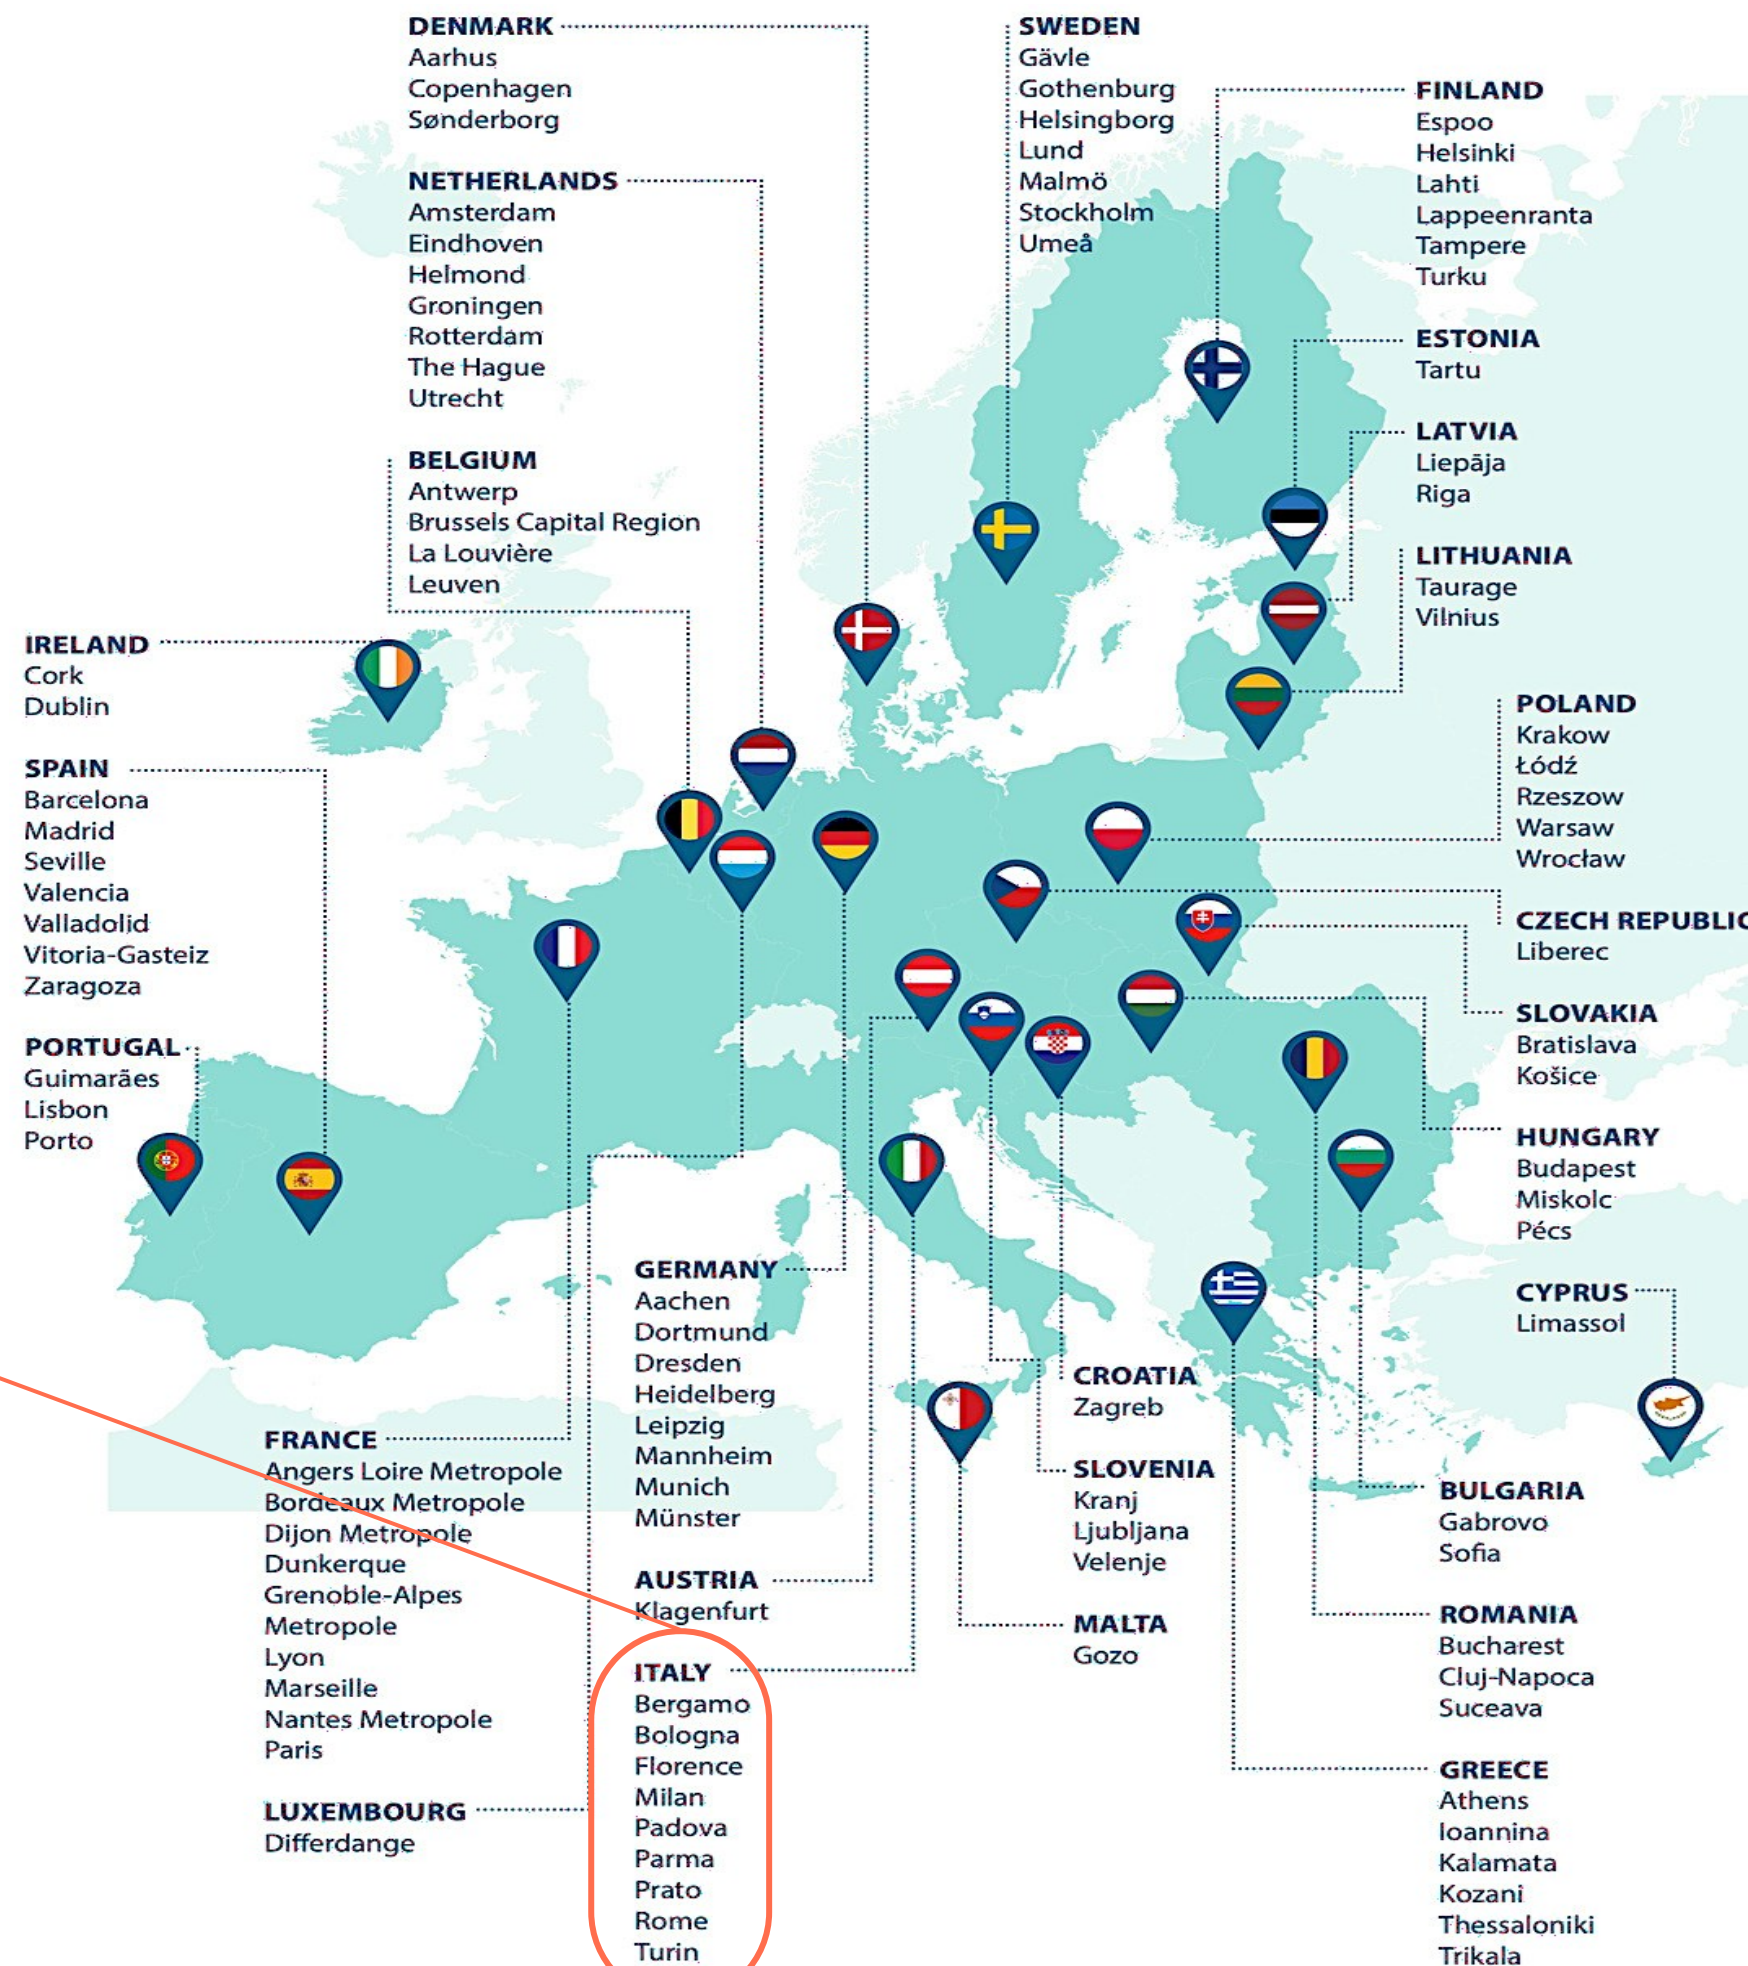 DENMARK
Aarhus
Copenhagen
Sønderborg
NETHERLANDS
Amsterdam
Eindhoven
Helmond
Groningen
Rotterdam
The Hague
Utrecht
BELGIUM
Antwerp
Brussels Capital Region
La Louvière
Leuven
IRELAND
Cork
Dublin
SPAIN
Barcelona
Madrid
Seville
Valencia
Valladolid
Vitoria-Gasteiz
Zaragoza
PORTUGAL
Guimarães
Lisbon
Porto
SWEDEN
Gävle
Gothenburg
Helsingborg
Lund
Malmö
Stockholm
Umeå
FINLAND
Espoo
Helsinki
Lahti
Lappeenranta
Tampere
Turku
ESTONIA
Tartu
LATVIA
Liepāja
Riga
LITHUANIA
Taurage
Vilnius
POLAND
Krakow
Łódź
Rzeszow
Warsaw
Wrocław
CZECH REPUBLIC
Liberec
SLOVAKIA
Bratislava
Košice
HUNGARY
Budapest
Miskolc
Pécs
CYPRUS
Limassol
FRANCE
Angers Loire Metropole
Bordeaux Metropole
Dijon Metropole
Dunkerque
Grenoble-Alpes
Metropole
Lyon
Marseille
Nantes Metropole
Paris
LUXEMBOURG
Differdange
GERMANY
Aachen
Dortmund
Dresden
Heidelberg
Leipzig
Mannheim
Munich
Münster
AUSTRIA
Klagenfurt
ITALY
Bergamo
Bologna
Florence
Milan
Padova
Parma
Prato
Rome
Turin
CROATIA
Zagreb
SLOVENIA
Kranj
Ljubljana
Velenje
MALTA
Gozo
BULGARIA
Gabrovo
Sofia
ROMANIA
Bucharest
Cluj-Napoca
Suceava
GREECE
Athens
Ioannina
Kalamata
Kozani
Thessaloniki
Trikala